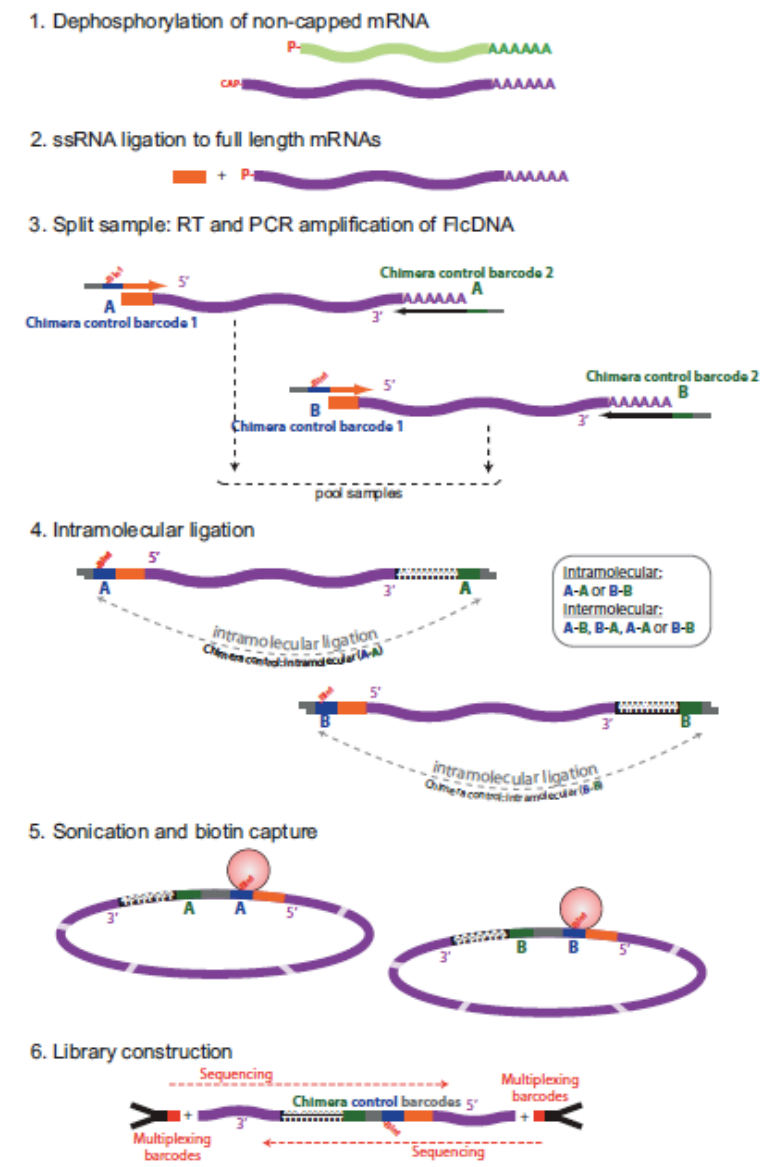 1. Dephosphorylation of non-capped mRNA
P- AAAAAA
CAP- AAAAAA
2. ssRNA ligation to full length mRNAs
+ P- AAAAAA
3. Split sample: RT and PCR amplification of FlcDNA
Chimera control barcode 2
5' A
A AAAAAA
Chimera control barcode 1 3'
Chimera control barcode 2
5' B
B AAAAAA
Chimera control barcode 1 3'
pool samples
4. Intramolecular ligation
5'
A 3' A
intramolecular ligation
Chimera control: Intramolecular (A-A)
Intramolecular:
A-A or B-B
Intermolecular:
A-B, B-A, A-A or B-B
5'
B 3' B
intramolecular ligation
Chimera control: Intramolecular (B-B)
5. Sonication and biotin capture
3' A A 5'
3' B B 5'
6. Library construction
Sequencing
Multiplexing
barcodes
Chimera control barcodes 5'
+ 3' +
Multiplexing
barcodes
Sequencing